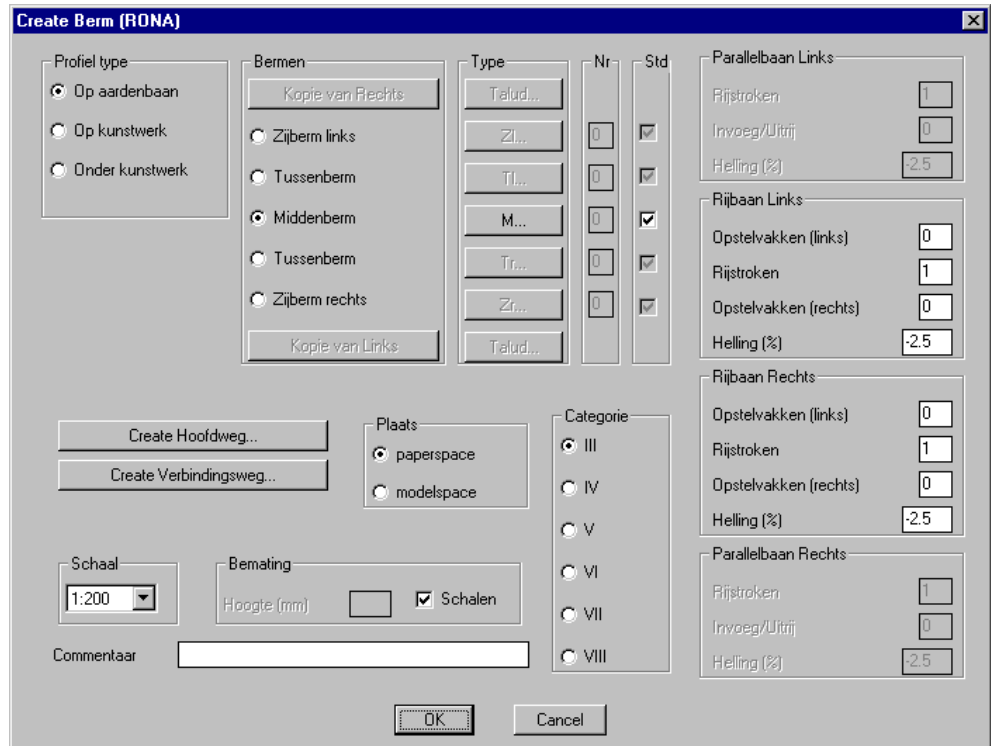 Create Berm (RONA)
Profiel type
Op aardenbaan
Op kunstwerk
Onder kunstwerk
Bermen
Kopie van Rechts
Zijberm links
Tussenberm
Middenberm
Tussenberm
Zijberm rechts
Kopie van Links
Type
Talud...
Zl...
Tl...
M...
Tr...
Zr...
Talud...
Nr
0
0
0
0
0
Std
Parallelbaan Links
Rijstroken 1
Invoeg/Uitrij 0
Helling (%) -2.5
Rijbaan Links
Opstelvakken (links) 0
Rijstroken 1
Opstelvakken (rechts) 0
Helling (%) -2.5
Rijbaan Rechts
Opstelvakken (links) 0
Rijstroken 1
Opstelvakken (rechts) 0
Helling (%) -2.5
Parallelbaan Rechts
Rijstroken 1
Invoeg/Uitrij 0
Helling (%) -2.5
Create Hoofdweg...
Create Verbindingsweg...
Plaats
paperspace
modelspace
Categorie
III
IV
V
VI
VII
VIII
Schaal
1:200
Bemating
Hoogte (mm)
Schalen
Commentaar
OK
Cancel